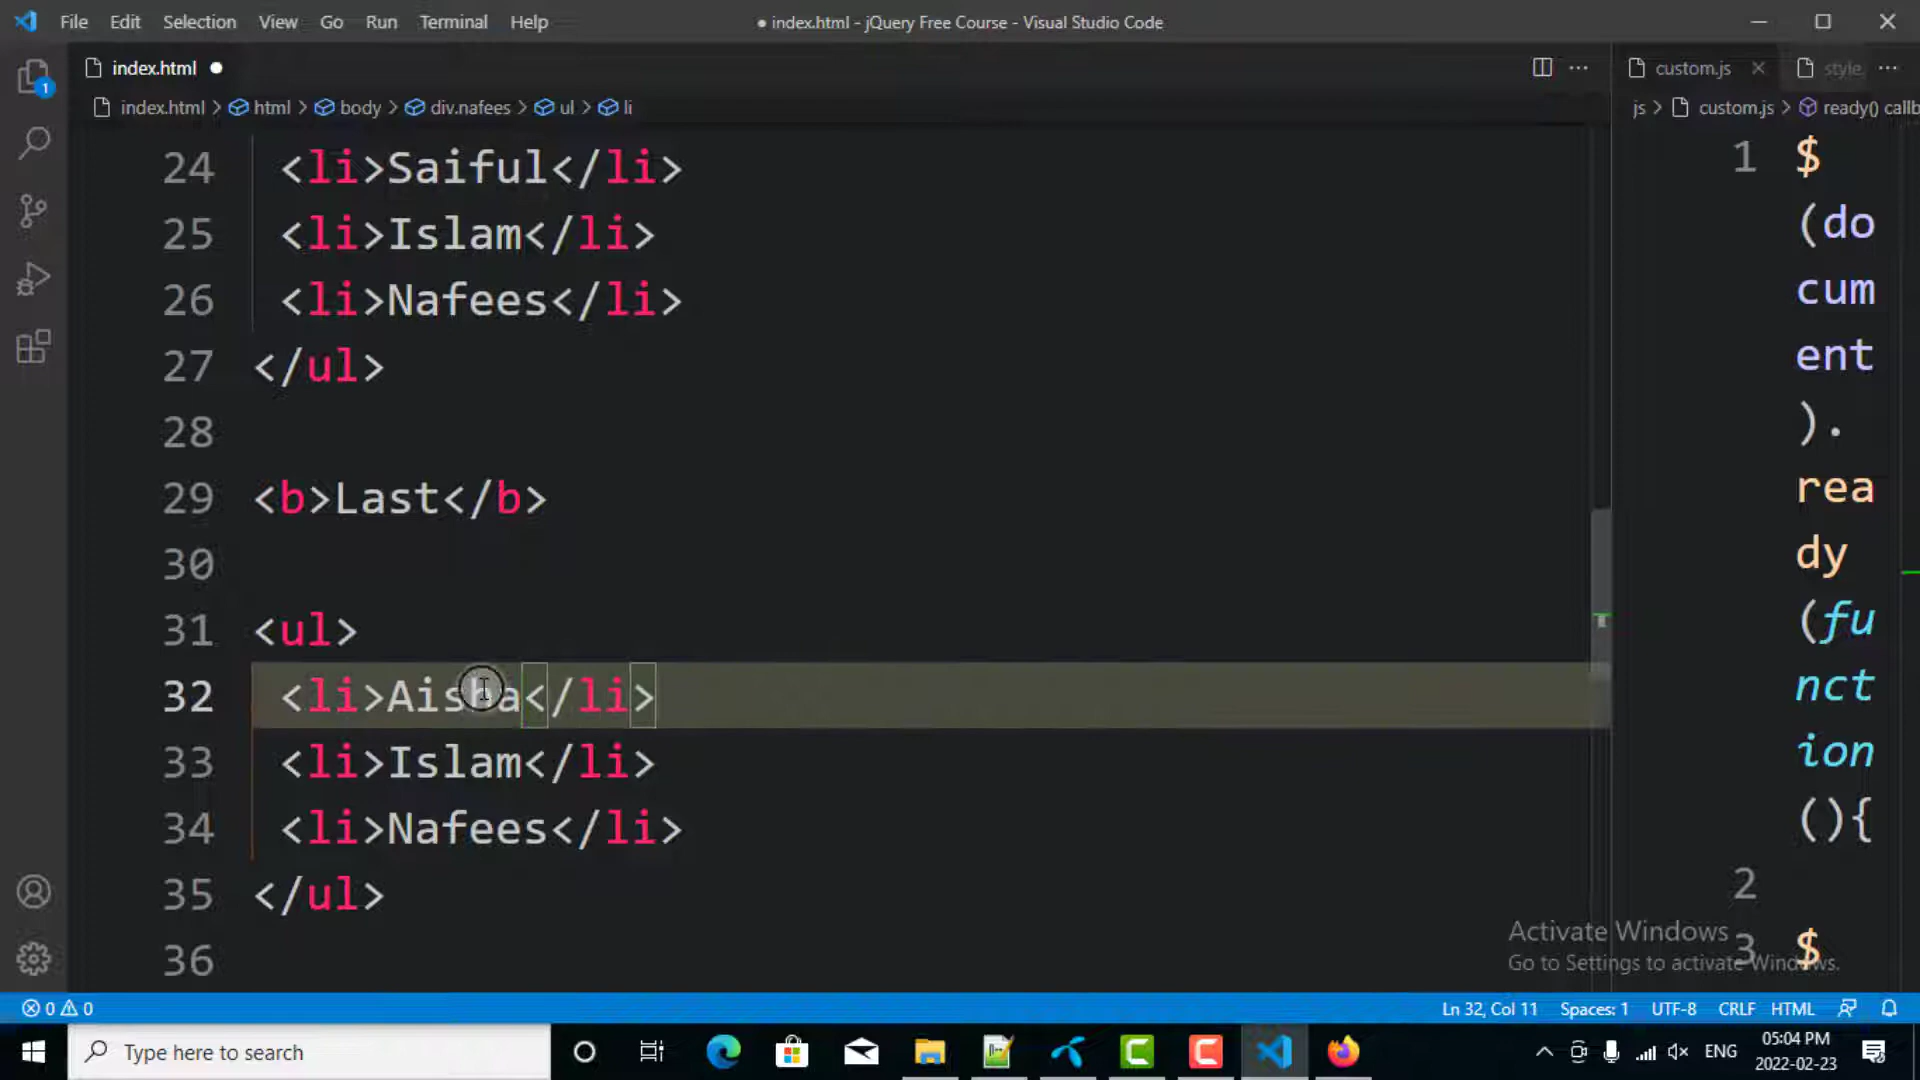 File Edit Selection View Go Run Terminal Help
● index.html - jQuery Free Course - Visual Studio Code
index.html ●
custom.js
style.
index.html > html > body > div.nafees > ul > li
js > custom.js > ready() callb
24 <li>Saiful</li>
25 <li>Islam</li>
26 <li>Nafees</li>
27 </ul>
28
29 <b>Last</b>
30
31 <ul>
32 <li>Aisha</li>
33 <li>Islam</li>
34 <li>Nafees</li>
35 </ul>
36
1 $
(do
cum
ent
).
rea
dy
(fu
nct
ion
(){
2
3 $
Activate Windows
Go to Settings to activate Windows.
1
0 0
Ln 32, Col 11 Spaces: 1 UTF-8 CRLF HTML
Type here to search
ENG
05:04 PM
2022-02-23